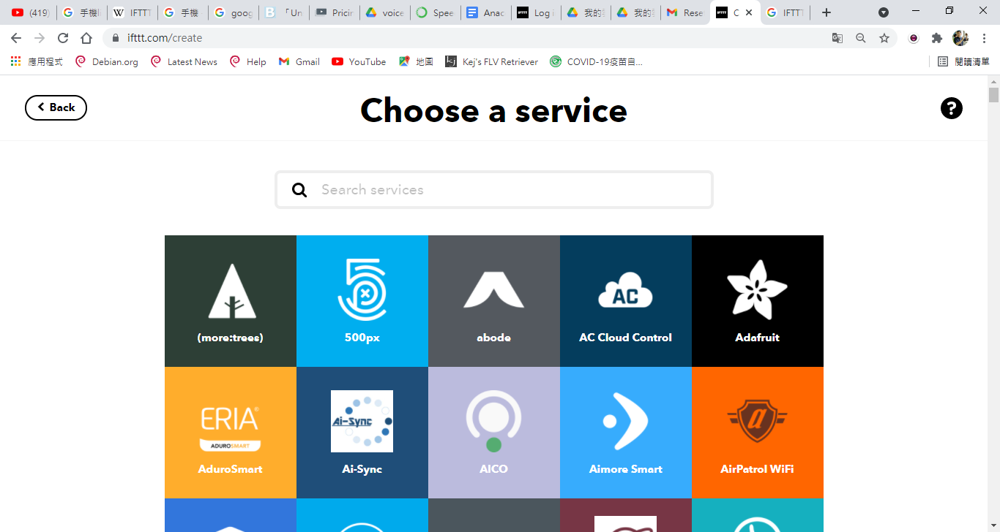 (419)
手機
IFTTT
手機
goog
「Un
Pricin
voice
Spee
Anac
Log i
我的
我的
Rese
C
IFTTT
ifttt.com/create
應用程式
Debian.org
Latest News
Help
Gmail
YouTube
地圖
Kej's FLV Retriever
COVID-19疫苗自...
閱讀清單
Back
Choose a service
?
Search services
(more:trees)
500px
abode
AC
AC Cloud Control
Adafruit
ERIA®
ADUROSMART
AduroSmart
Ai-Sync
Ai-Sync
AICO
Aimore Smart
a
AirPatrol WiFi